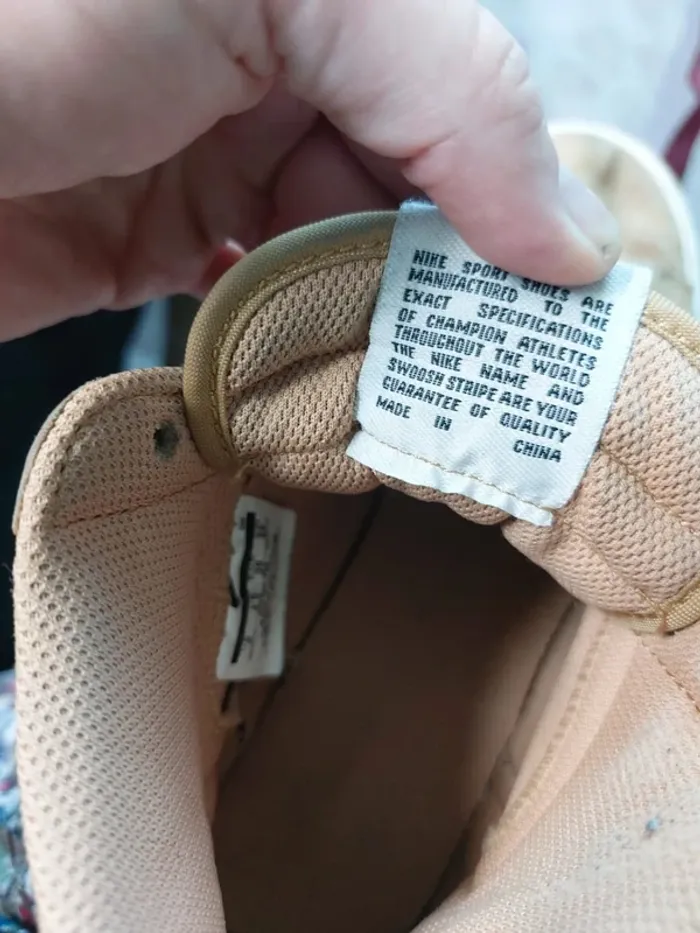 NIKE SPORT SHOES ARE
MANUFACTURED TO THE
EXACT SPECIFICATIONS
OF CHAMPION ATHLETES
THROUGHOUT THE WORLD
THE NIKE NAME AND
SWOOSH STRIPE ARE YOUR
GUARANTEE OF QUALITY
MADE IN
CHINA